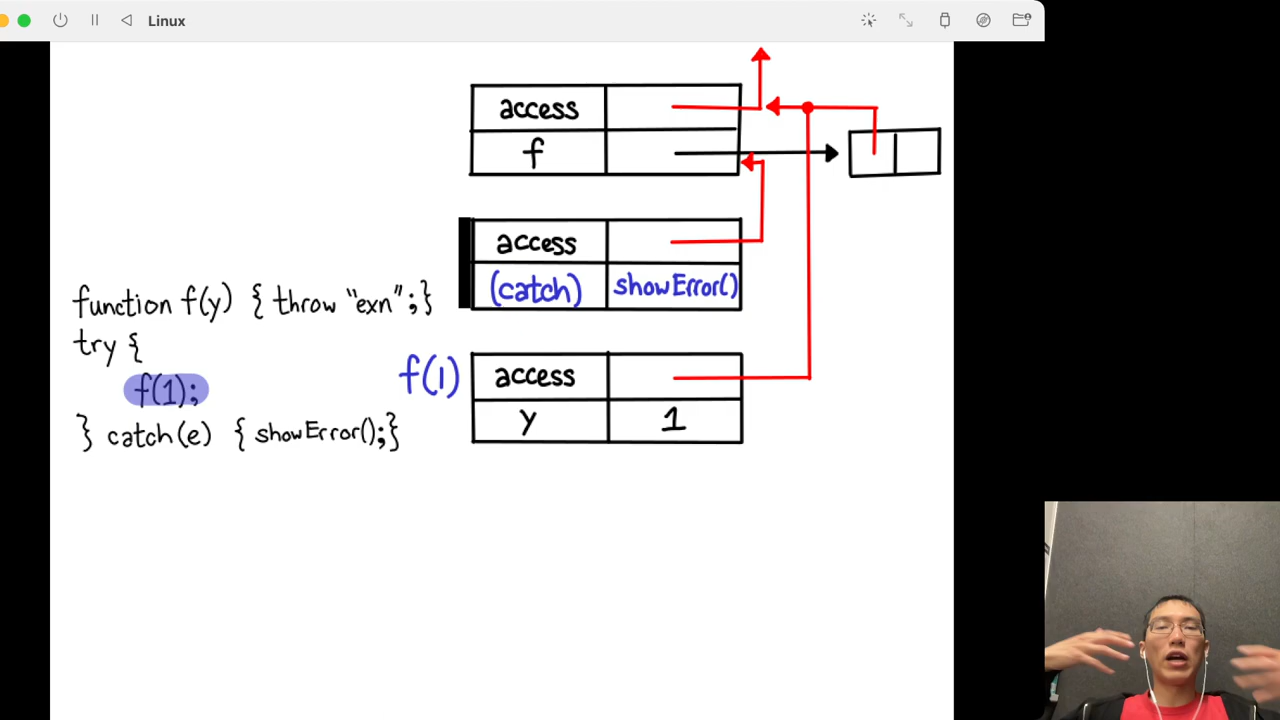 Linux
access
f
access
(catch) showError()
function f(y) { throw "exn";}
try {
f(1);
} catch(e) { showError();}
f(1) access
y 1